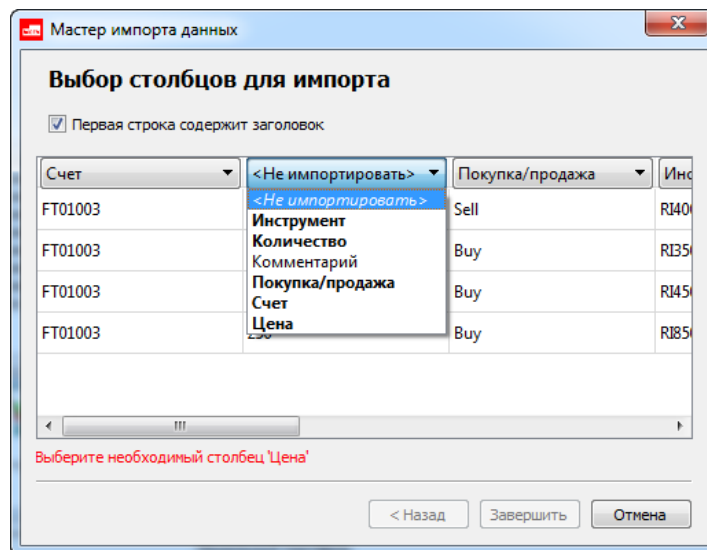 Мастер импорта данных
Выбор столбцов для импорта
Первая строка содержит заголовок
Счет <Не импортировать> Покупка/продажа
FT01003 Sell
FT01003 Buy
FT01003 Buy
FT01003 Buy
<Не импортировать>
Инструмент
Количество
Комментарий
Покупка/продажа
Счет
Цена
Выберите необходимый столбец 'Цена'
< Назад Завершить Отмена